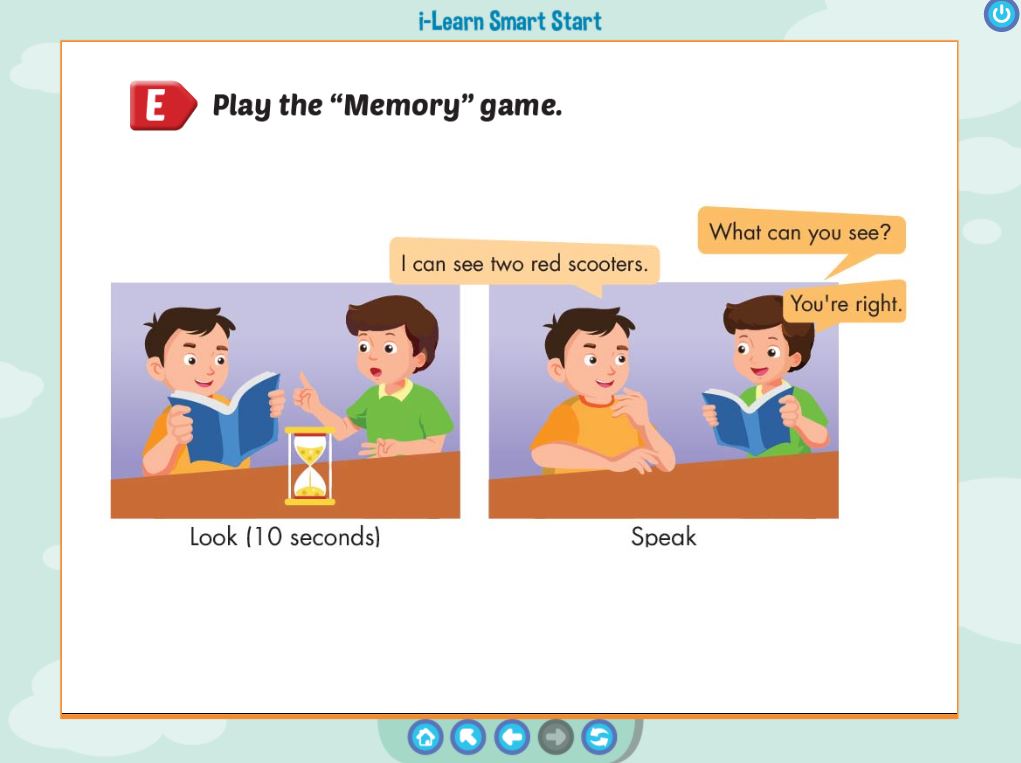 i-Learn Smart Start
E Play the “Memory” game.
What can you see?
I can see two red scooters.
You're right.
Look (10 seconds)
Speak